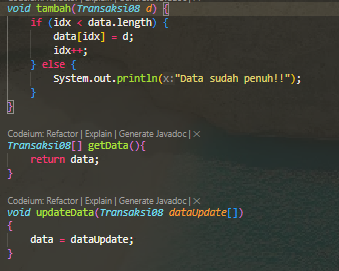 void tambah(Transaksi08 d) {
if (idx < data.length) {
data[idx] = d;
idx++;
} else {
System.out.println(x:"Data sudah penuh!!");
}
}
Codeium: Refactor | Explain | Generate Javadoc | ×
Transaksi08[] getData(){
return data;
}
Codeium: Refactor | Explain | Generate Javadoc | ×
void updateData(Transaksi08 dataUpdate[])
{
data = dataUpdate;
}